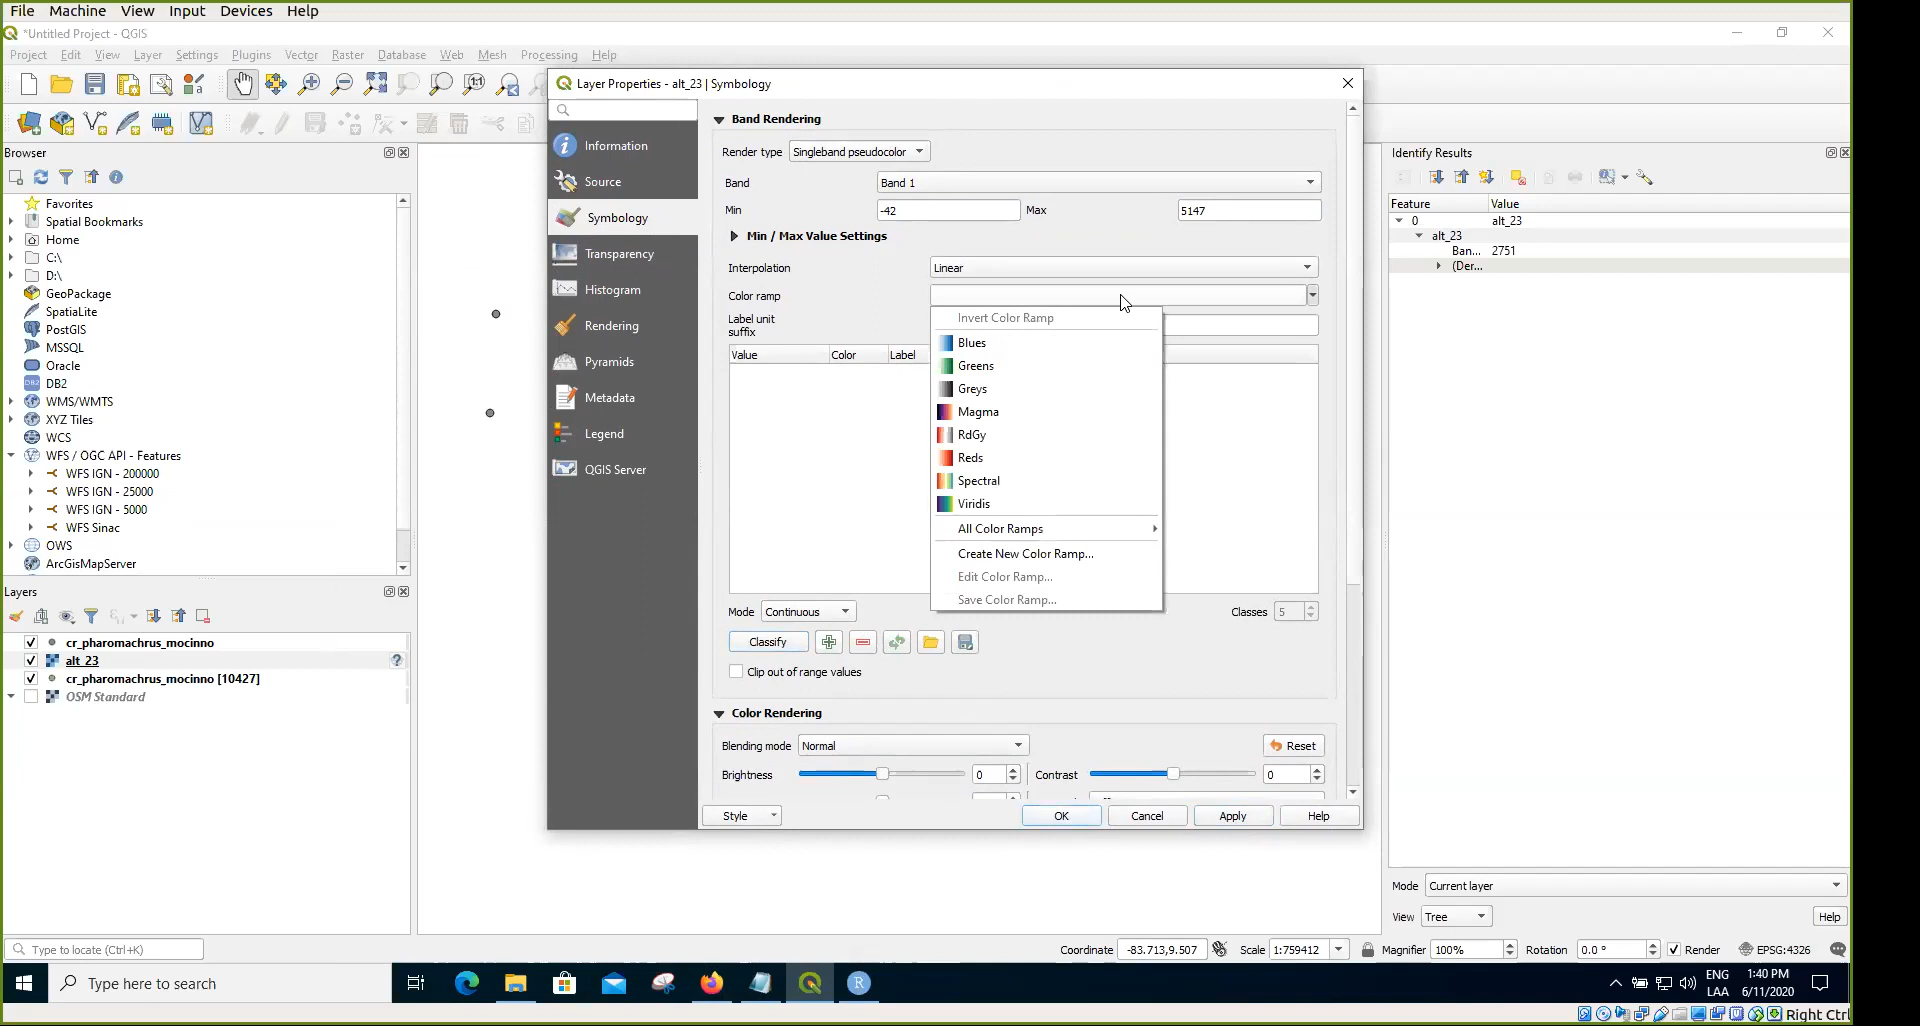 File Machine View Input Devices Help
*Untitled Project - QGIS
Project Edit View Layer Settings Plugins Vector Raster Database Web Mesh Processing Help
Browser
Favorites
Spatial Bookmarks
Home
C:\
D:\
GeoPackage
SpatiaLite
PostGIS
MSSQL
Oracle
DB2
WMS/WMTS
XYZ Tiles
WCS
WFS / OGC API - Features
WFS IGN - 200000
WFS IGN - 25000
WFS IGN - 5000
WFS Sinac
OWS
ArcGisMapServer
Layers
cr_pharomachrus_mocinno
alt_23
cr_pharomachrus_mocinno [10427]
OSM Standard
Layer Properties - alt_23 | Symbology
Information
Source
Symbology
Transparency
Histogram
Rendering
Pyramids
Metadata
Legend
QGIS Server
Band Rendering
Render type Singleband pseudocolor
Band Band 1
Min -42 Max 5147
Min / Max Value Settings
Interpolation Linear
Color ramp
Label unit
suffix
Value Color Label
Invert Color Ramp
Blues
Greens
Greys
Magma
RdGy
Reds
Spectral
Viridis
All Color Ramps
Create New Color Ramp...
Edit Color Ramp...
Save Color Ramp...
Mode Continuous Classes 5
Classify
Clip out of range values
Color Rendering
Blending mode Normal Reset
Brightness 0 Contrast 0
Style OK Cancel Apply Help
Identify Results
Feature Value
0 alt_23
alt_23
Ban... 2751
(Der...
Mode Current layer
View Tree Help
Type to locate (Ctrl+K) Coordinate -83.713,9.507 Scale 1:759412 Magnifier 100% Rotation 0.0 ° Render EPSG:4326
Type here to search
ENG
LAA
1:40 PM
6/11/2020
Right Ctrl